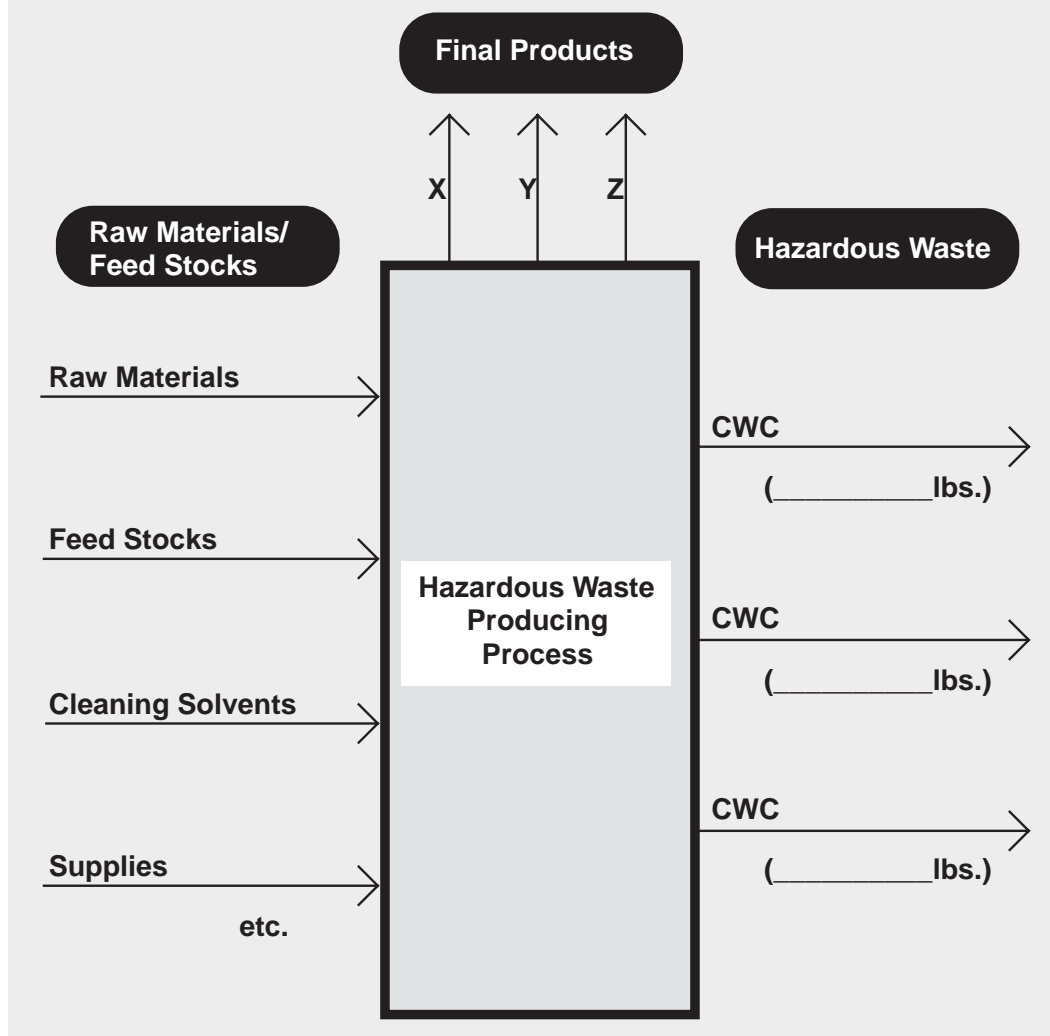 Final Products
X
Y
Z
Raw Materials/
Feed Stocks
Hazardous Waste
Raw Materials
Feed Stocks
Cleaning Solvents
Supplies
etc.
Hazardous Waste
Producing
Process
CWC
(__________lbs.)
CWC
(__________lbs.)
CWC
(__________lbs.)